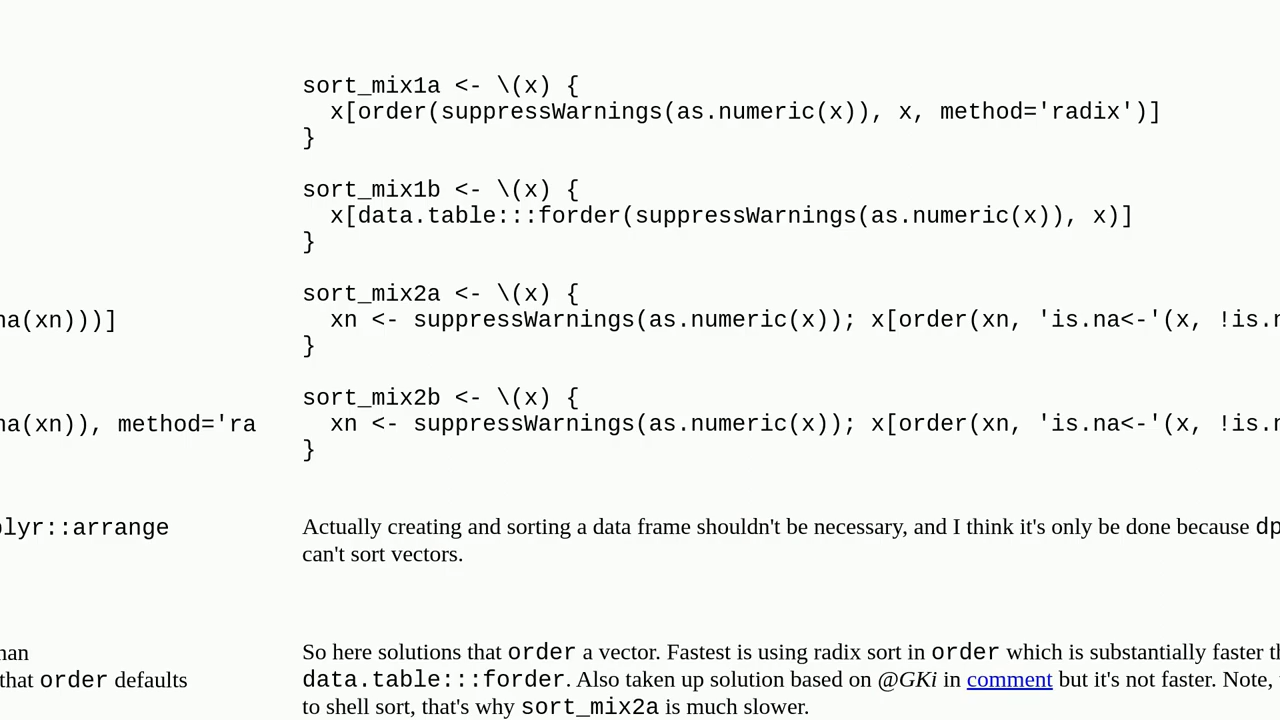 sort_mix1a <- \(x) {
  x[order(suppressWarnings(as.numeric(x)), x, method='radix')]
}
sort_mix1b <- \(x) {
  x[data.table:::forder(suppressWarnings(as.numeric(x)), x)]
}
sort_mix2a <- \(x) {
na(xn)))]
  xn <- suppressWarnings(as.numeric(x)); x[order(xn, 'is.na<-'(x, !is.n
}
sort_mix2b <- \(x) {
na(xn)), method='ra
  xn <- suppressWarnings(as.numeric(x)); x[order(xn, 'is.na<-'(x, !is.n
}
plyr::arrange
Actually creating and sorting a data frame shouldn't be necessary, and I think it's only be done because dp
can't sort vectors.
han
So here solutions that order a vector. Fastest is using radix sort in order which is substantially faster th
that order defaults
data.table:::forder. Also taken up solution based on @GKi in comment but it's not faster. Note,
to shell sort, that's why sort_mix2a is much slower.